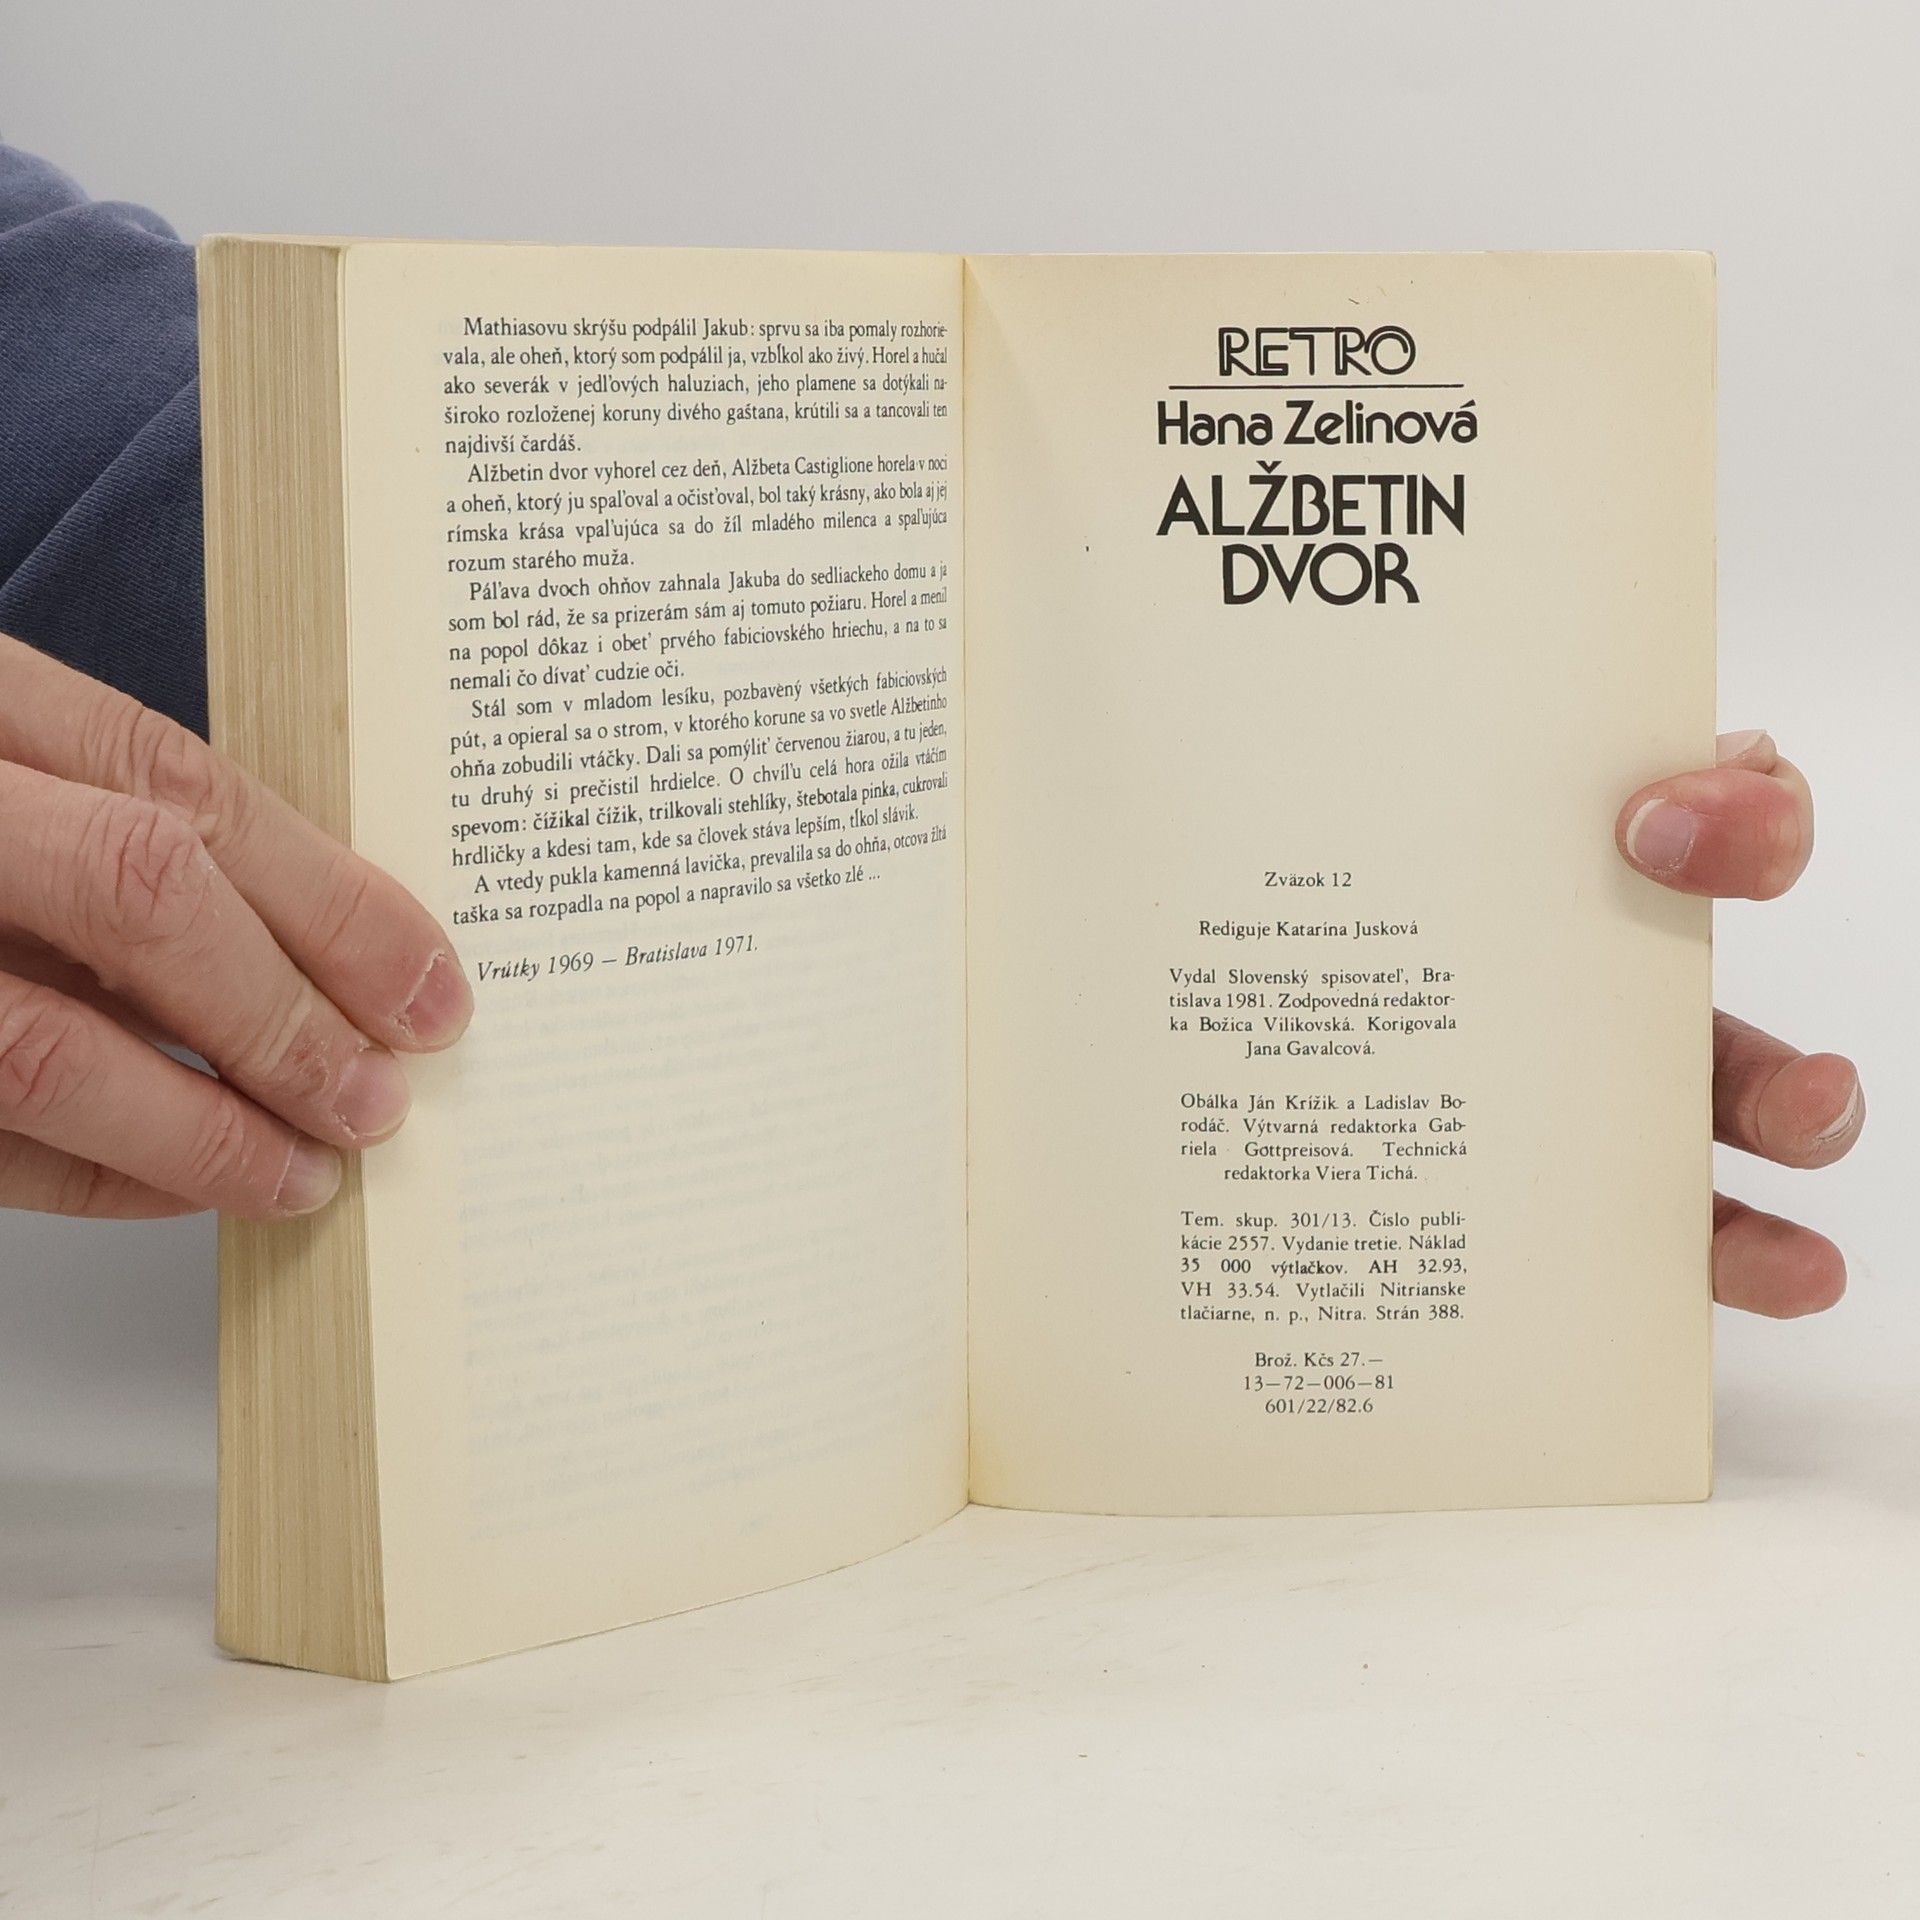 Mathiasovu skrýšu podpálil Jakub: sprvu sa iba pomaly rozhorie-
vala, ale oheň, ktorý som podpálil ja, vzbĺkol ako živý. Horel a hučal
ako severák v jedľových haluziach, jeho plamene sa dotýkali na-
široko rozloženej koruny divého gaštana, krútili sa a tancovali ten
najdivší čardáš.
Alžbetin dvor vyhorel cez deň, Alžbeta Castiglione horela v noci
a oheň, ktorý ju spaľoval a očisťoval, bol taký krásny, ako bola aj jej
rímska krása vpaľujúca sa do žíl mladého milenca a spaľujúca
rozum starého muža.
Páľava dvoch ohňov zahnala Jakuba do sedliackeho domu a ja
som bol rád, že sa prizerám sám aj tomuto požiaru. Horel a menil
na popol dôkaz i obeť prvého fabiciovského hriechu, a na to sa
nemali čo dívať cudzie oči.
Stál som v mladom lesíku, pozbavený všetkých fabiciovských
pút, a opieral sa o strom, v ktorého korune sa vo svetle Alžbetinho
ohňa zobudili vtáčky. Dali sa pomýliť červenou žiarou, a tu jeden,
tu druhý si prečistil hrdielce. O chvíľu celá hora ožila vtáčím
spevom: čížikal čížik, trilkovali stehlíky, štebotala pinka, cukrovali
hrdličky a kdesi tam, kde sa človek stáva lepším, tĺkol slávik.
A vtedy pukla kamenná lavička, prevalila sa do ohňa, otcova žltá
taška sa rozpadla na popol a napravilo sa všetko zlé ...
Vrútky 1969 — Bratislava 1971.
RETRO
Hana Zelinová
ALŽBETIN
DVOR
Zväzok 12
Rediguje Katarína Jusková
Vydal Slovenský spisovateľ, Bra-
tislava 1981. Zodpovedná redaktor-
ka Božica Vilikovská. Korigovala
Jana Gavalcová.
Obálka Ján Krížik a Ladislav Bo-
rodáč. Výtvarná redaktorka Gab-
riela Gottpreisová. Technická
redaktorka Viera Tichá.
Tem. skup. 301/13. Číslo publi-
kácie 2557. Vydanie tretie. Náklad
35 000 výtlačkov. AH 32.93,
VH 33.54. Vytlačili Nitrianske
tlačiarne, n. p., Nitra. Strán 388.
Brož. Kčs 27.—
13—72—006—81
601/22/82.6